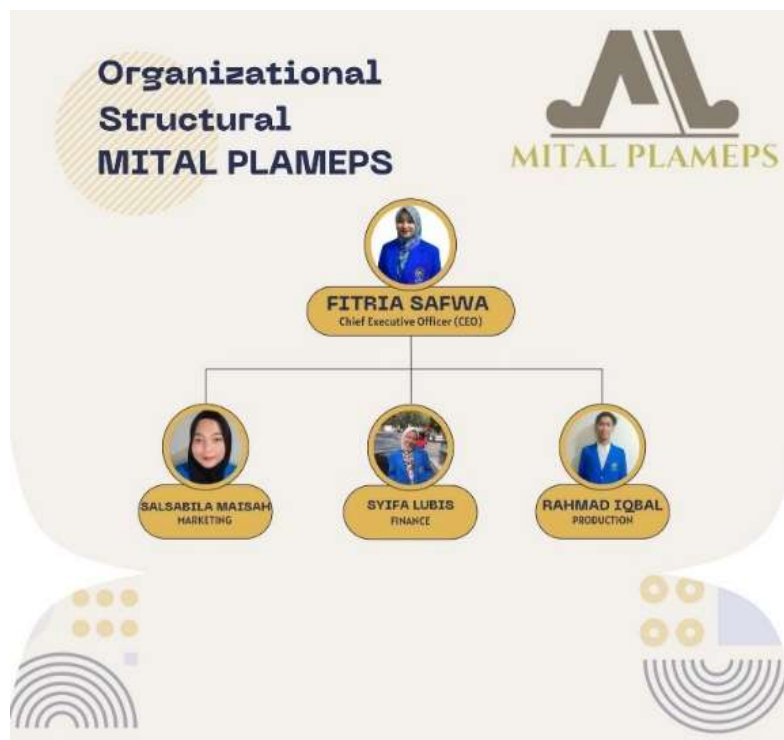 Organizational
Structural
MITAL PLAMEPS
MITAL PLAMEPS
FITRIA SAFWA
Chief Executive Officer (CEO)
SALSABILA MAISAH
MARKETING
SYIFA LUBIS
FINANCE
RAHMAD IQBAL
PRODUCTION